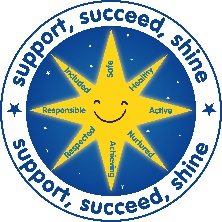 support, succeed, shine
Safe
Healthy
Active
Nurtured
Achieving
Respected
Responsible
Included
support, succeed, shine